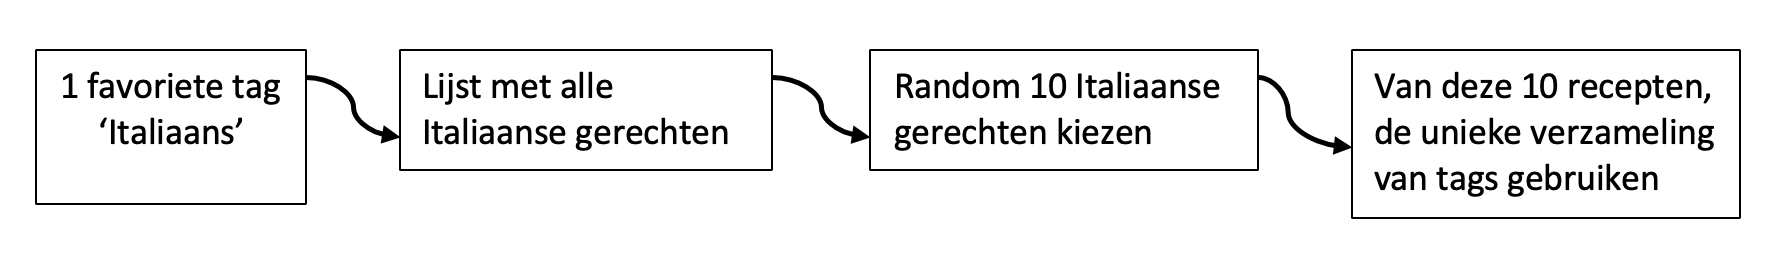 1 favoriete tag
‘Italiaans’
Lijst met alle
Italiaanse gerechten
Random 10 Italiaanse
gerechten kiezen
Van deze 10 recepten,
de unieke verzameling
van tags gebruiken